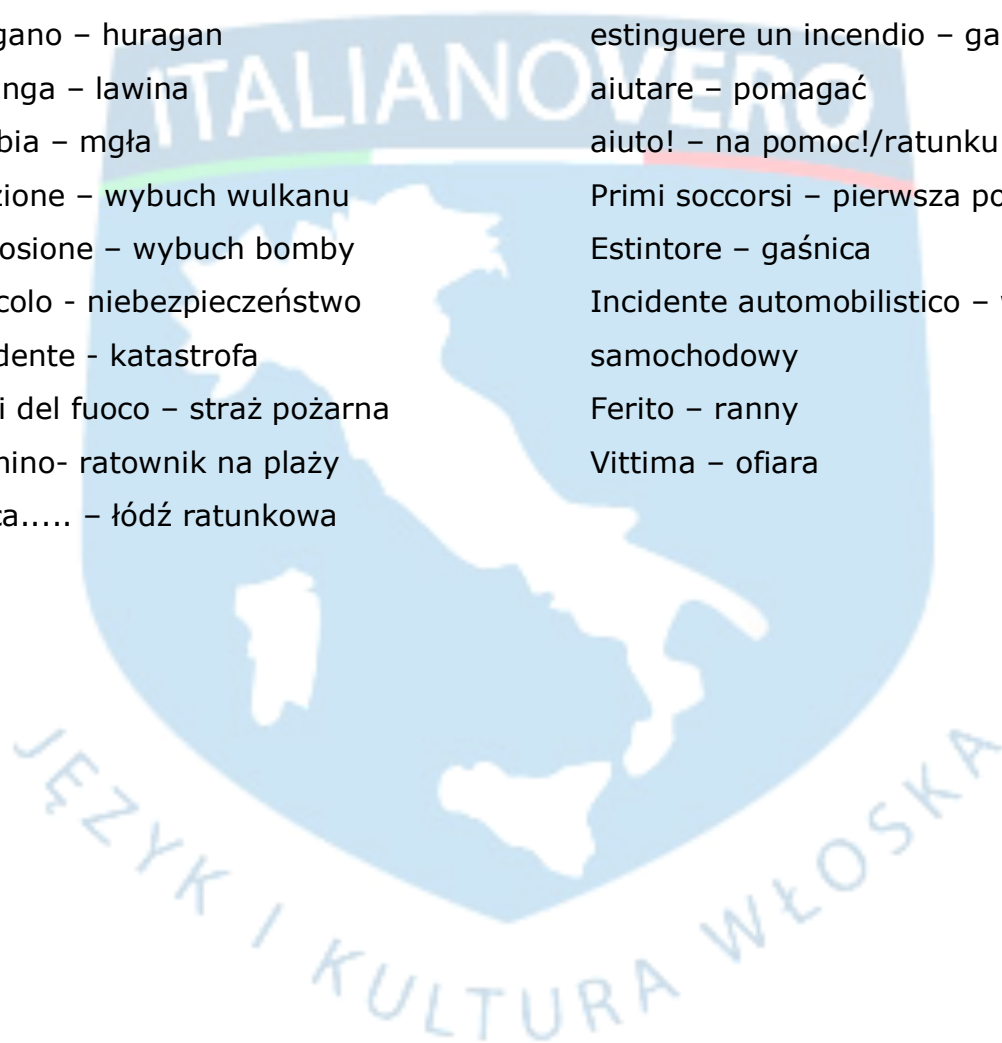 gano – huragan
nga – lawina
bia – mgła
zione – wybuch wulkanu
osione – wybuch bomby
colo - niebezpieczeństwo
dente - katastrofa
i del fuoco – straż pożarna
nino- ratownik na plaży
ca..... – łódź ratunkowa
estinguere un incendio – ga
aiutare – pomagać
aiuto! – na pomoc!/ratunku
Primi soccorsi – pierwsza po
Estintore – gaśnica
Incidente automobilistico –
samochodowy
Ferito – ranny
Vittima – ofiara
ITALIANOVERO
JĘZYK I KULTURA WŁOSKA